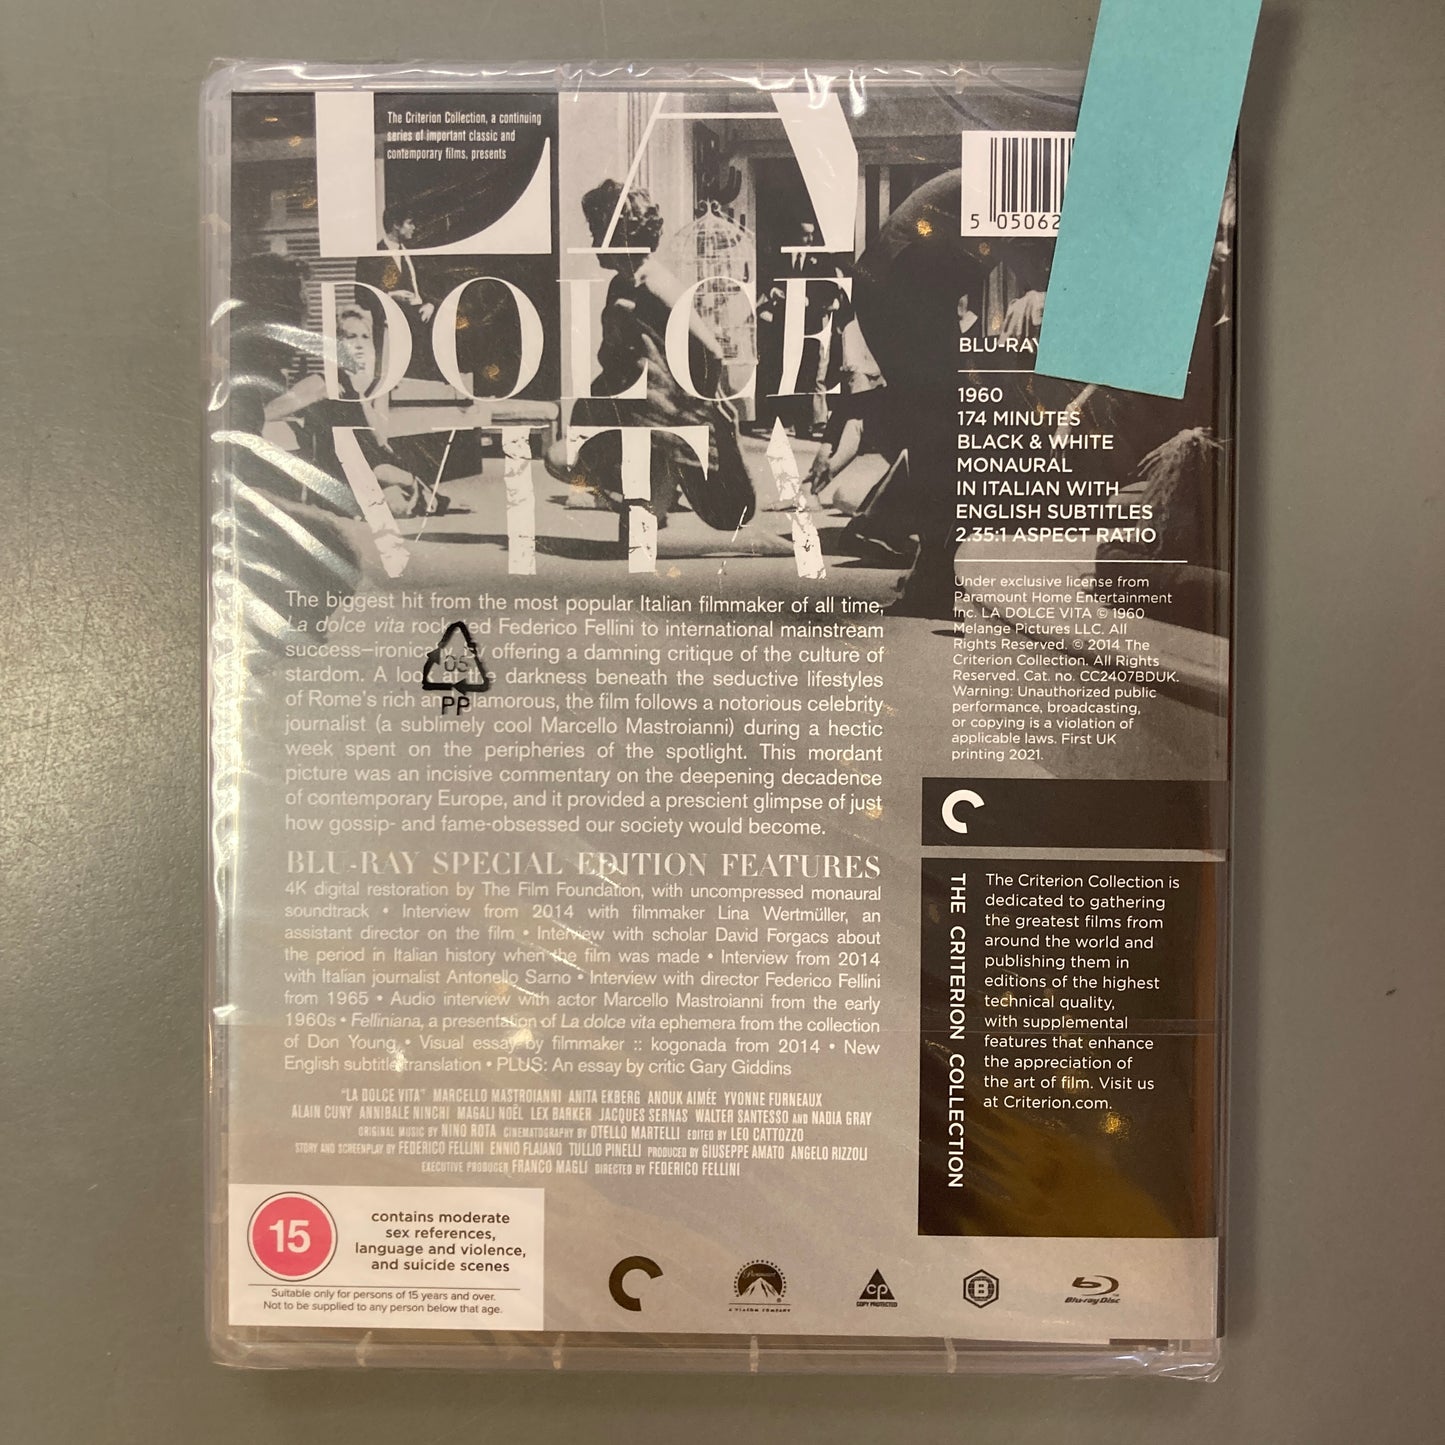 The Criterion Collection, a continuing
series of important classic and
contemporary films, presents
LA
DOLCE
VITA
5 05062
BLU-RAY
1960
174 MINUTES
BLACK & WHITE
MONAURAL
IN ITALIAN WITH
ENGLISH SUBTITLES
2.35:1 ASPECT RATIO
Under exclusive license from
Paramount Home Entertainment
Inc. LA DOLCE VITA © 1960
Melange Pictures LLC. All
Rights Reserved. © 2014 The
Criterion Collection. All Rights
Reserved. Cat. no. CC2407BDUK.
Warning: Unauthorized public
performance, broadcasting,
or copying is a violation of
applicable laws. First UK
printing 2021.
The biggest hit from the most popular Italian filmmaker of all time,
La dolce vita rocketed Federico Fellini to international mainstream
success—ironically, by offering a damning critique of the culture of
stardom. A look at the darkness beneath the seductive lifestyles
of Rome's rich and glamorous, the film follows a notorious celebrity
journalist (a sublimely cool Marcello Mastroianni) during a hectic
week spent on the peripheries of the spotlight. This mordant
picture was an incisive commentary on the deepening decadence
of contemporary Europe, and it provided a prescient glimpse of just
how gossip- and fame-obsessed our society would become.
05
PP
BLU-RAY SPECIAL EDITION FEATURES
4K digital restoration by The Film Foundation, with uncompressed monaural
soundtrack • Interview from 2014 with filmmaker Lina Wertmüller, an
assistant director on the film • Interview with scholar David Forgacs about
the period in Italian history when the film was made • Interview from 2014
with Italian journalist Antonello Sarno • Interview with director Federico Fellini
from 1965 • Audio interview with actor Marcello Mastroianni from the early
1960s • Felliniana, a presentation of La dolce vita ephemera from the collection
of Don Young • Visual essay by filmmaker :: kogonada from 2014 • New
English subtitle translation • PLUS: An essay by critic Gary Giddins
"LA DOLCE VITA" MARCELLO MASTROIANNI ANITA EKBERG ANOUK AIMÉE YVONNE FURNEAUX
ALAIN CUNY ANNIBALE NINCHI MAGALI NOËL LEX BARKER JACQUES SERNAS WALTER SANTESSO AND NADIA GRAY
ORIGINAL MUSIC BY NINO ROTA CINEMATOGRAPHY BY OTELLO MARTELLI EDITED BY LEO CATTOZZO
STORY AND SCREENPLAY BY FEDERICO FELLINI ENNIO FLAIANO TULLIO PINELLI PRODUCED BY GIUSEPPE AMATO ANGELO RIZZOLI
EXECUTIVE PRODUCER FRANCO MAGLI DIRECTED BY FEDERICO FELLINI
THE CRITERION COLLECTION
The Criterion Collection is
dedicated to gathering
the greatest films from
around the world and
publishing them in
editions of the highest
technical quality,
with supplemental
features that enhance
the appreciation of
the art of film. Visit us
at Criterion.com.
15
contains moderate
sex references,
language and violence,
and suicide scenes
Suitable only for persons of 15 years and over.
Not to be supplied to any person below that age.
Paramount
A VIACOM COMPANY
CP
COPY PROTECTED
B
Blu-ray Disc